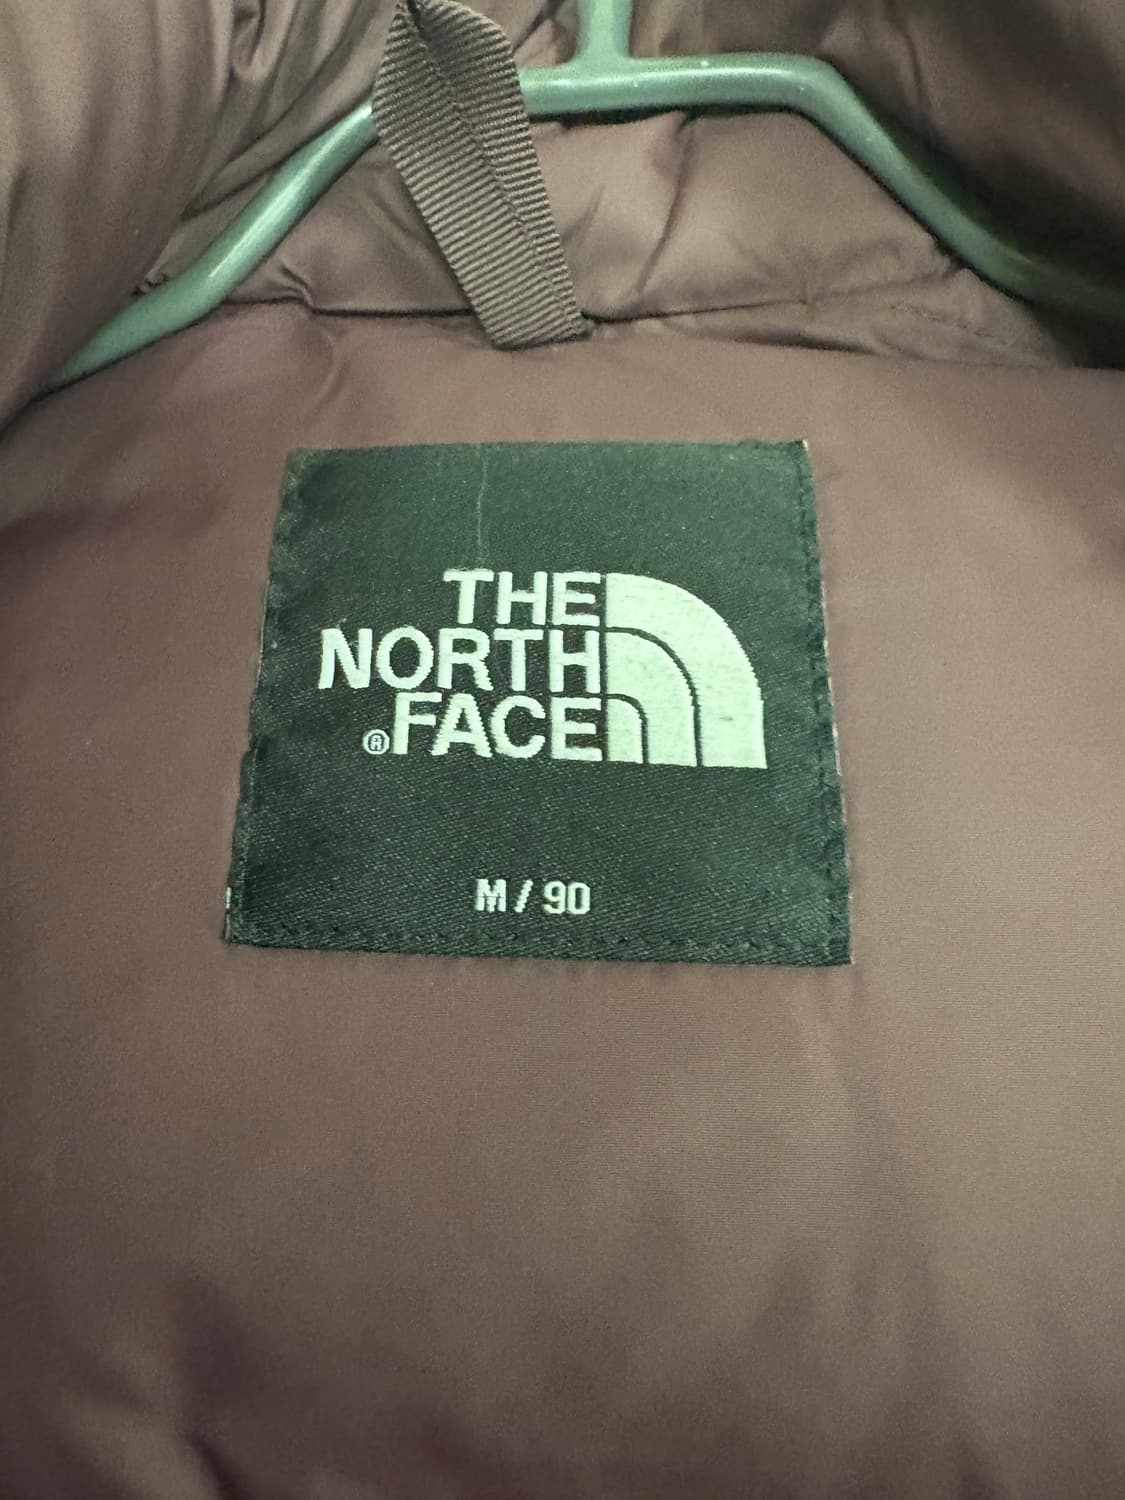 THE
NORTH
®FACE
M / 90